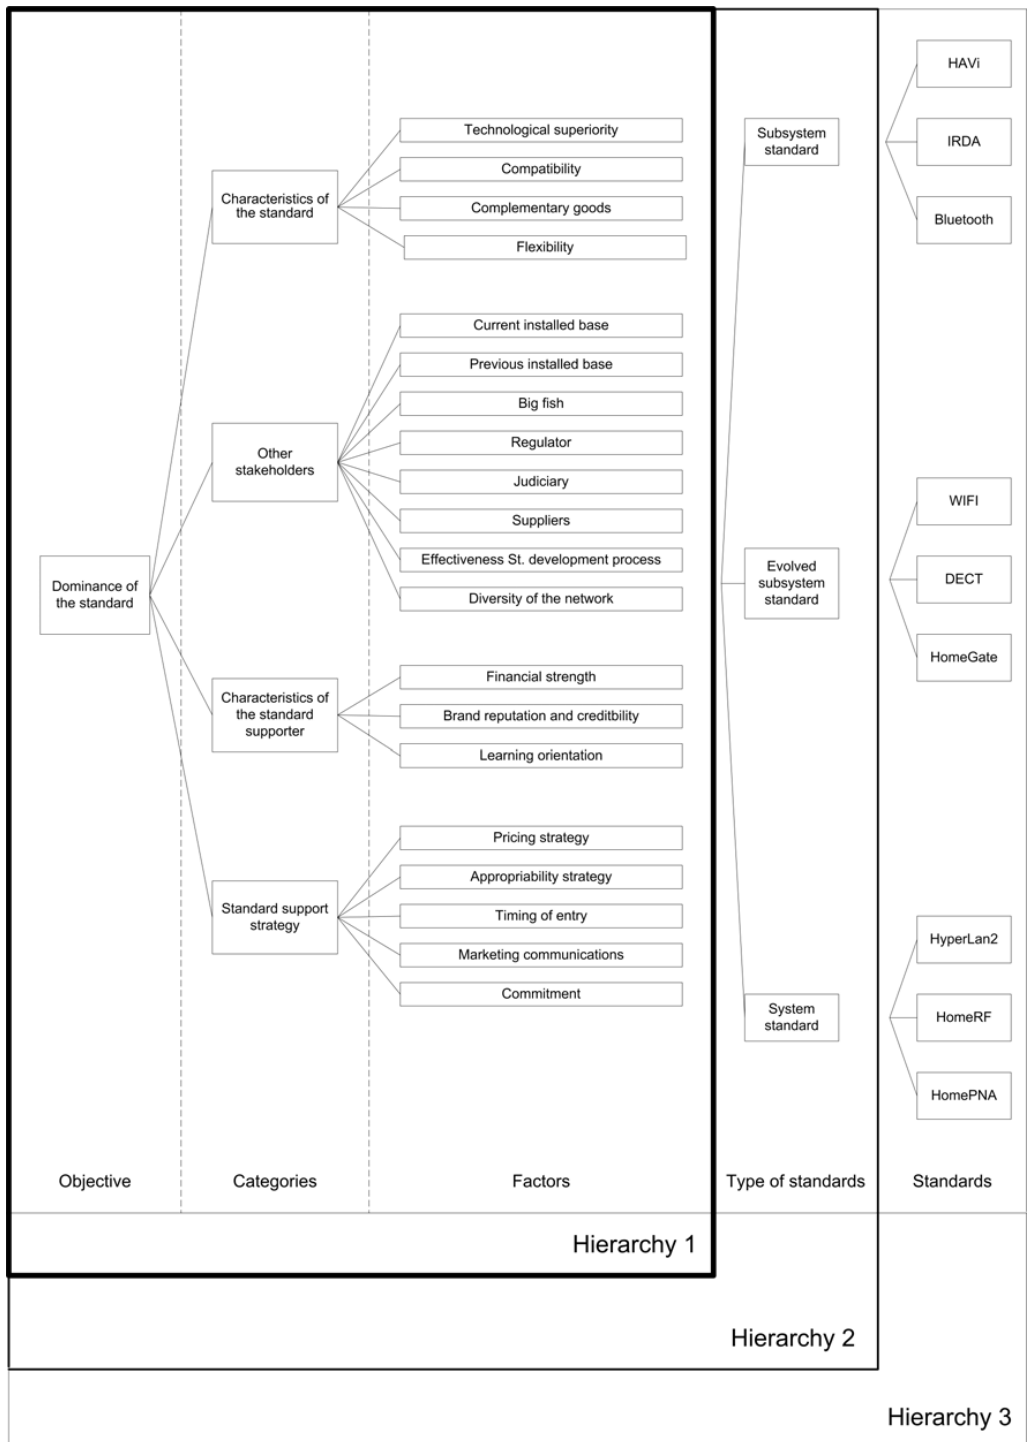 Dominance of
the standard
Objective
Characteristics of
the standard
Other
stakeholders
Characteristics of
the standard
supporter
Standard support
strategy
Categories
Technological superiority
Compatibility
Complementary goods
Flexibility
Current installed base
Previous installed base
Big fish
Regulator
Judiciary
Suppliers
Effectiveness St. development process
Diversity of the network
Financial strength
Brand reputation and creditbility
Learning orientation
Pricing strategy
Appropriability strategy
Timing of entry
Marketing communications
Commitment
Factors
Hierarchy 1
Subsystem
standard
Evolved
subsystem
standard
System
standard
Type of standards
Hierarchy 2
HAVi
IRDA
Bluetooth
WIFI
DECT
HomeGate
HyperLan2
HomeRF
HomePNA
Standards
Hierarchy 3